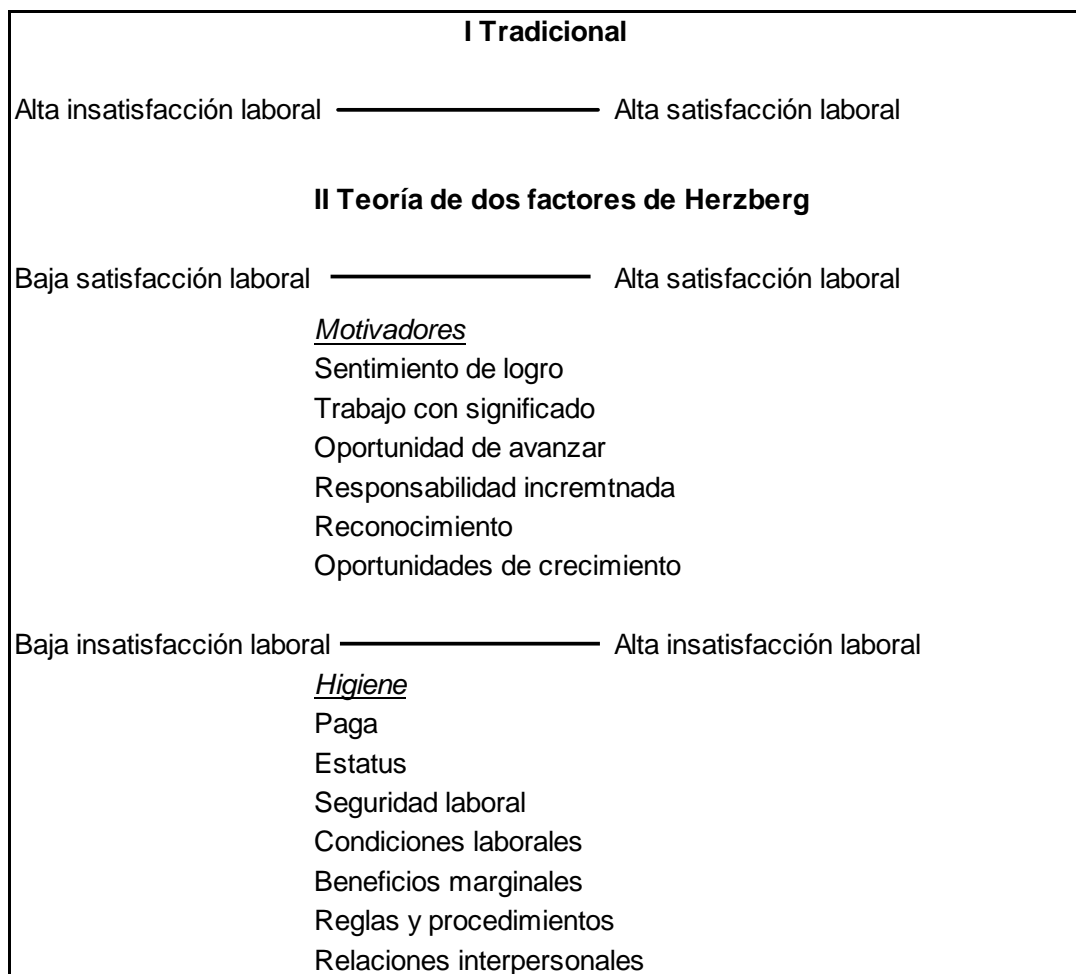 I Tradicional
Alta insatisfacción laboral Alta satisfacción laboral
II Teoría de dos factores de Herzberg
Baja satisfacción laboral Alta satisfacción laboral
Motivadores
Sentimiento de logro
Trabajo con significado
Oportunidad de avanzar
Responsabilidad incremtnada
Reconocimiento
Oportunidades de crecimiento
Baja insatisfacción laboral Alta insatisfacción laboral
Higiene
Paga
Estatus
Seguridad laboral
Condiciones laborales
Beneficios marginales
Reglas y procedimientos
Relaciones interpersonales